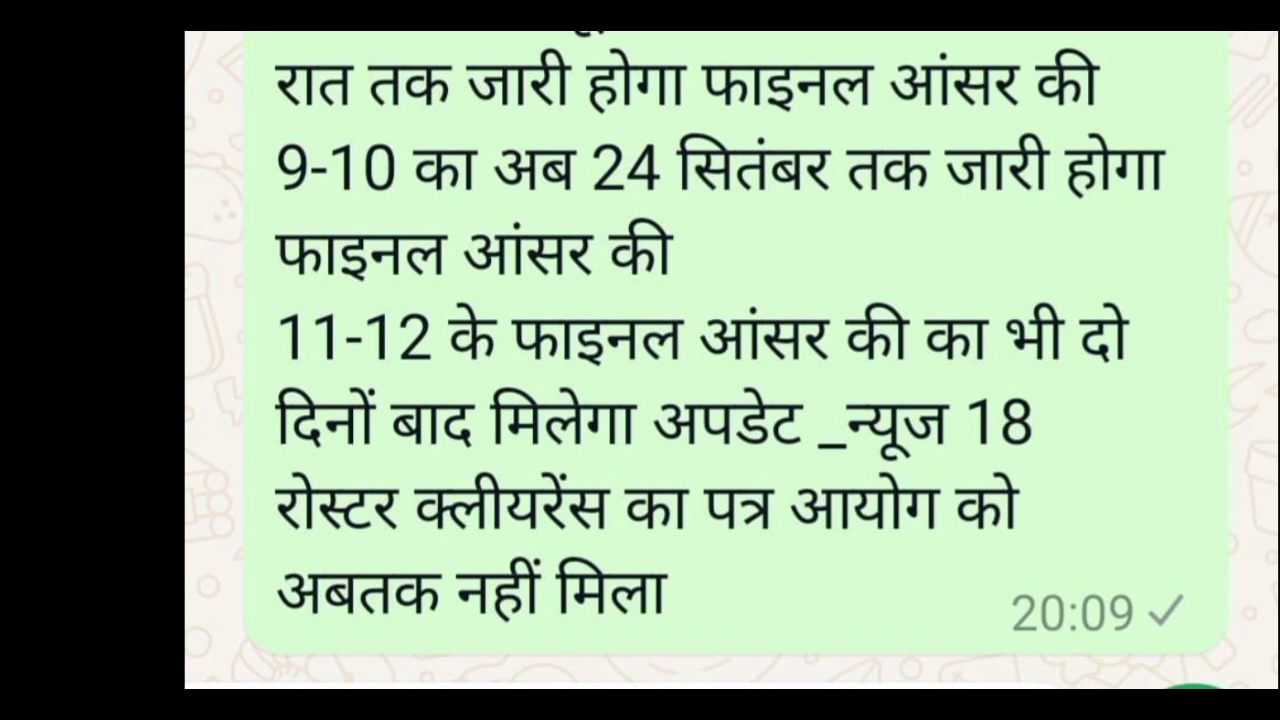 रात तक जारी होगा फाइनल आंसर की
9-10 का अब 24 सितंबर तक जारी होगा
फाइनल आंसर की
11-12 के फाइनल आंसर की का भी दो
दिनों बाद मिलेगा अपडेट _न्यूज 18
रोस्टर क्लीयरेंस का पत्र आयोग को
अबतक नहीं मिला
20:09